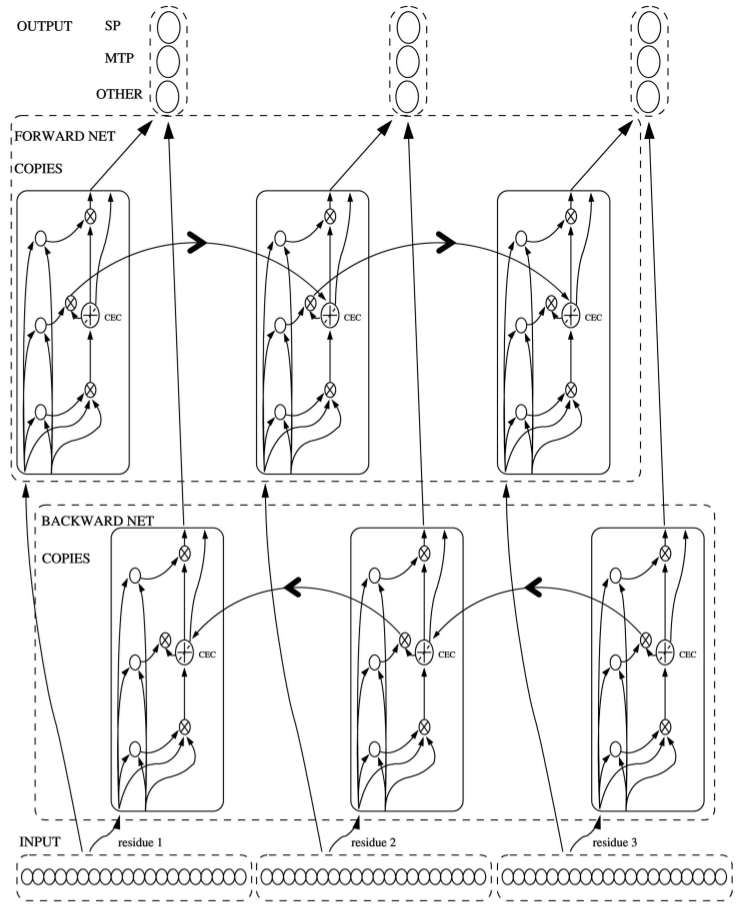 OUTPUT SP
MTP
OTHER
FORWARD NET
COPIES
CEC CEC CEC
BACKWARD NET
COPIES
CEC CEC CEC
INPUT residue 1 residue 2 residue 3